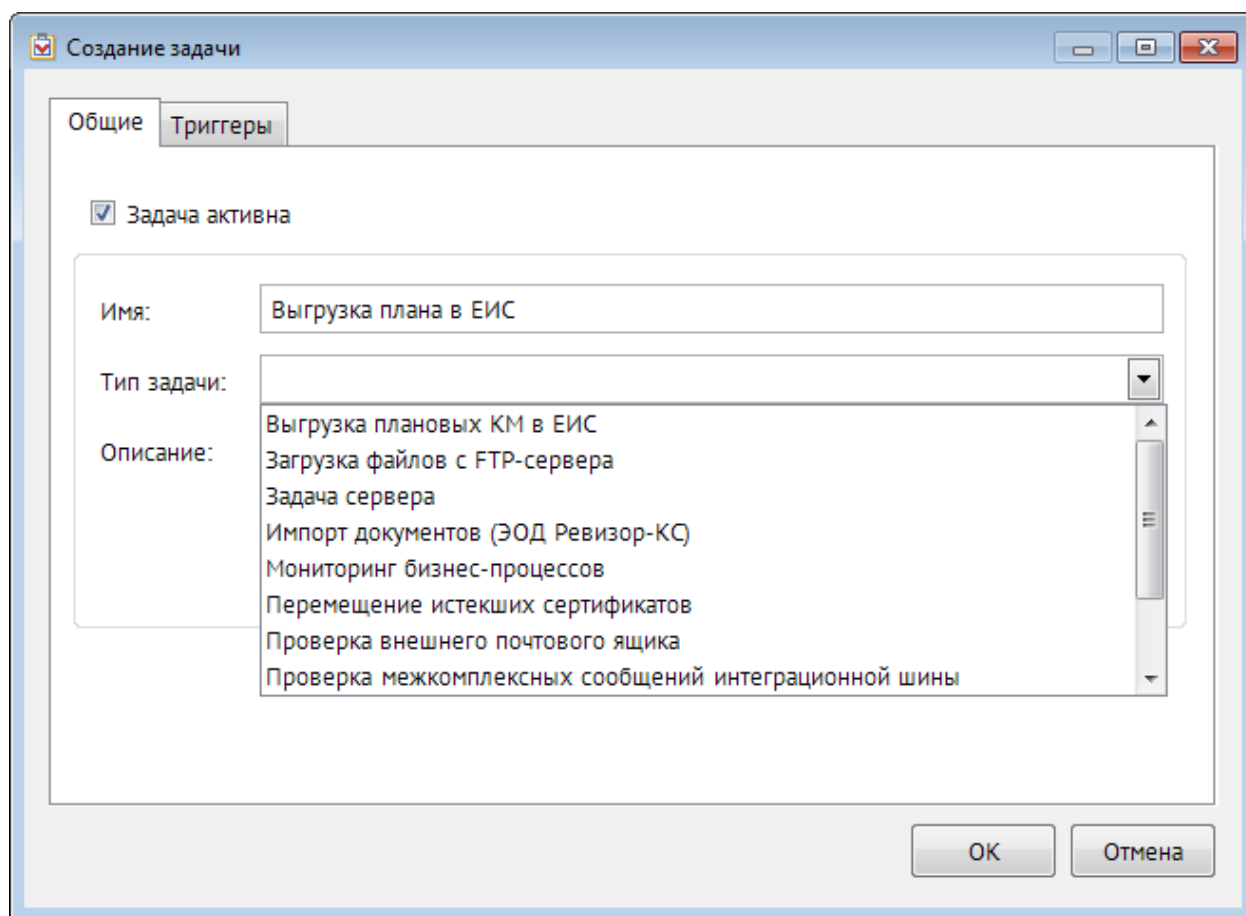 Создание задачи
Общие
Триггеры
Задача активна
Имя:
Выгрузка плана в ЕИС
Тип задачи:
Выгрузка плановых КМ в ЕИС
Загрузка файлов с FTP-сервера
Задача сервера
Импорт документов (ЭОД Ревизор-КС)
Мониторинг бизнес-процессов
Перемещение истекших сертификатов
Проверка внешнего почтового ящика
Проверка межкомплексных сообщений интеграционной шины
Описание:
ОК
Отмена